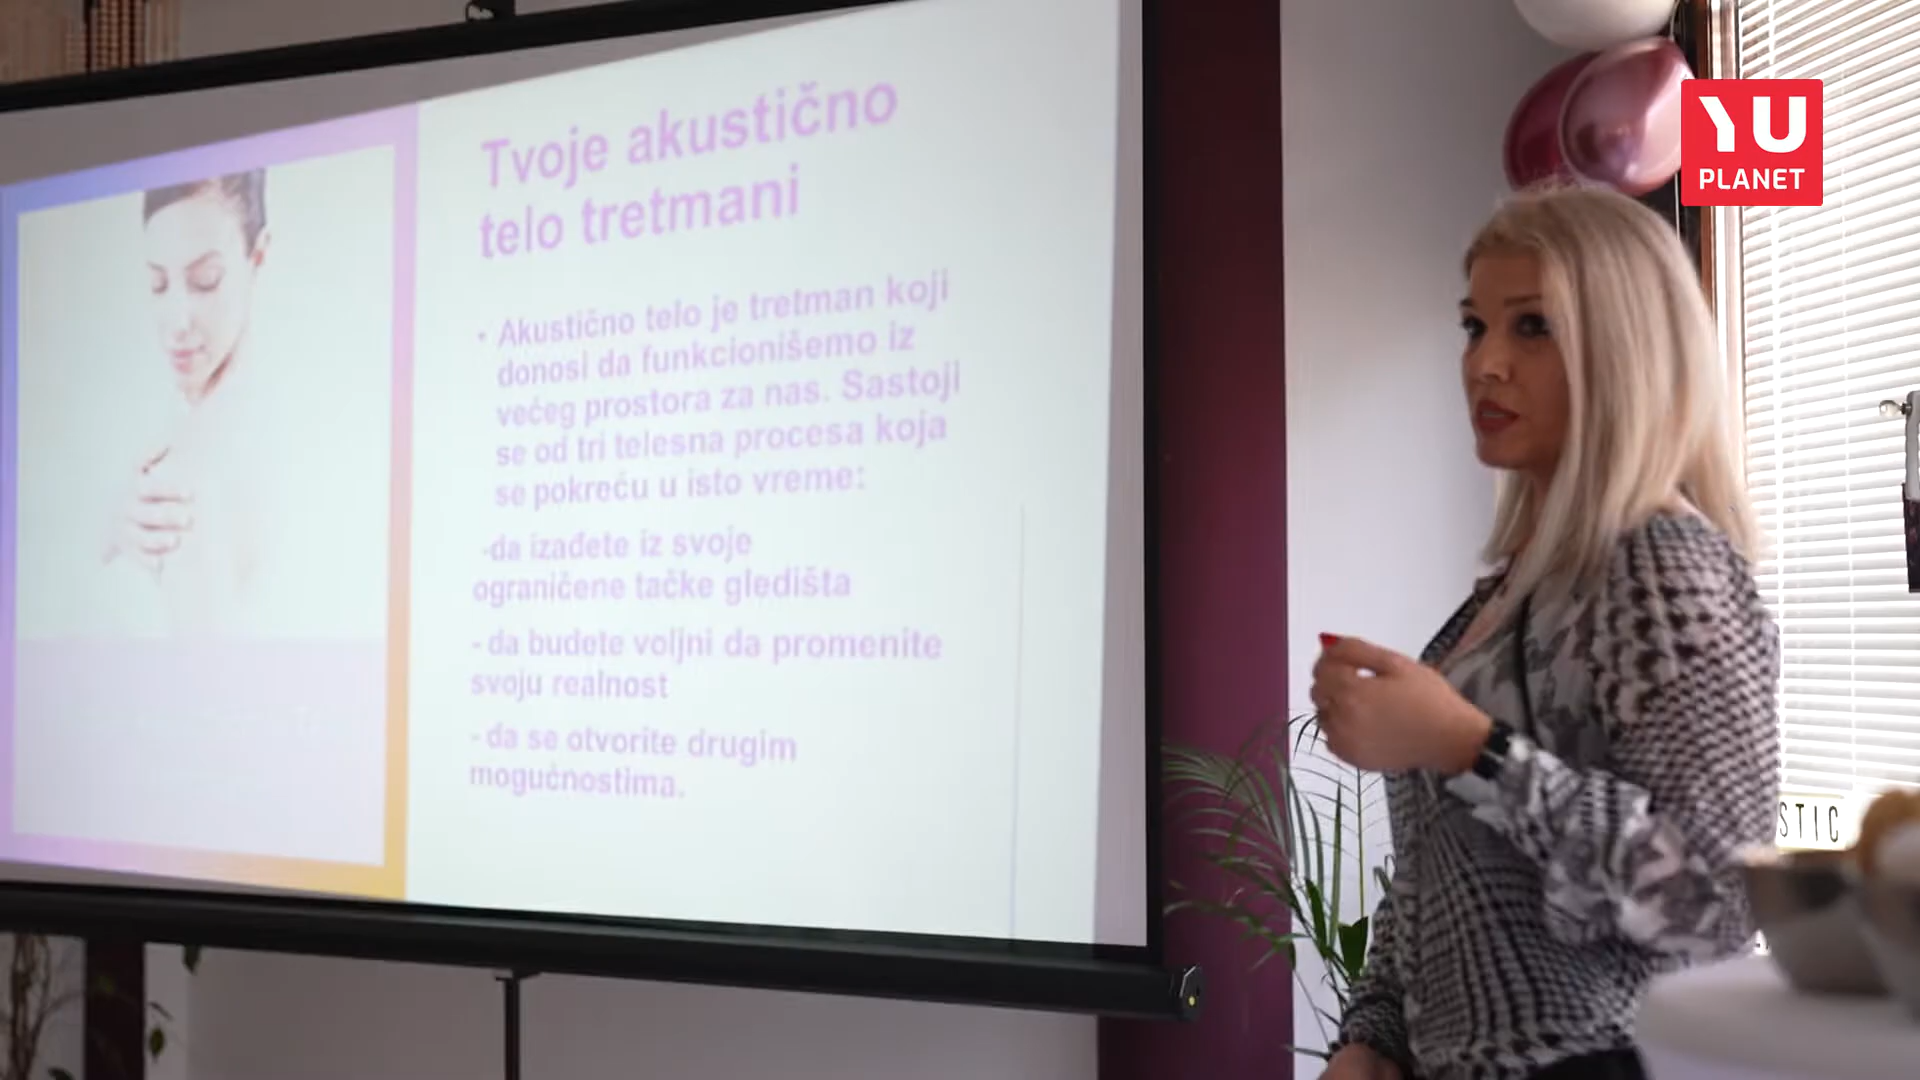 Tvoje akustično
telo tretmani
• Akustično telo je tretman koji
donosi da funkcionišemo iz
većeg prostora za nas. Sastoji
se od tri telesna procesa koja
se pokreću u isto vreme:
-da izađete iz svoje
ograničene tačke gledišta
- da budete voljni da promenite
svoju realnost
- da se otvorite drugim
mogućnostima.
YU
PLANET
STIC